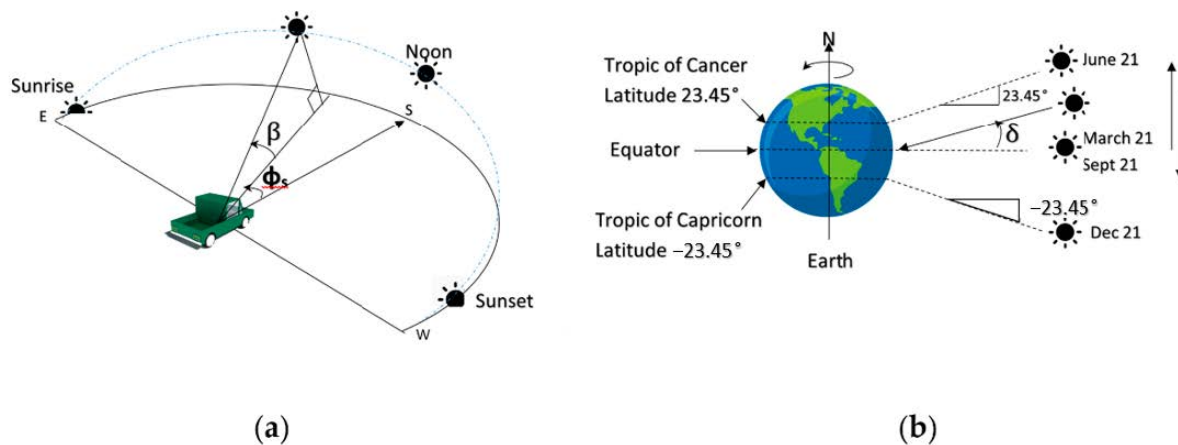 Sunrise
E
Noon
S
β
ϕs
Sunset
W
(a)
N
Tropic of Cancer
Latitude 23.45°
Equator
Tropic of Capricorn
Latitude −23.45°
Earth
June 21
23.45°
δ
March 21
Sept 21
−23.45°
Dec 21
(b)